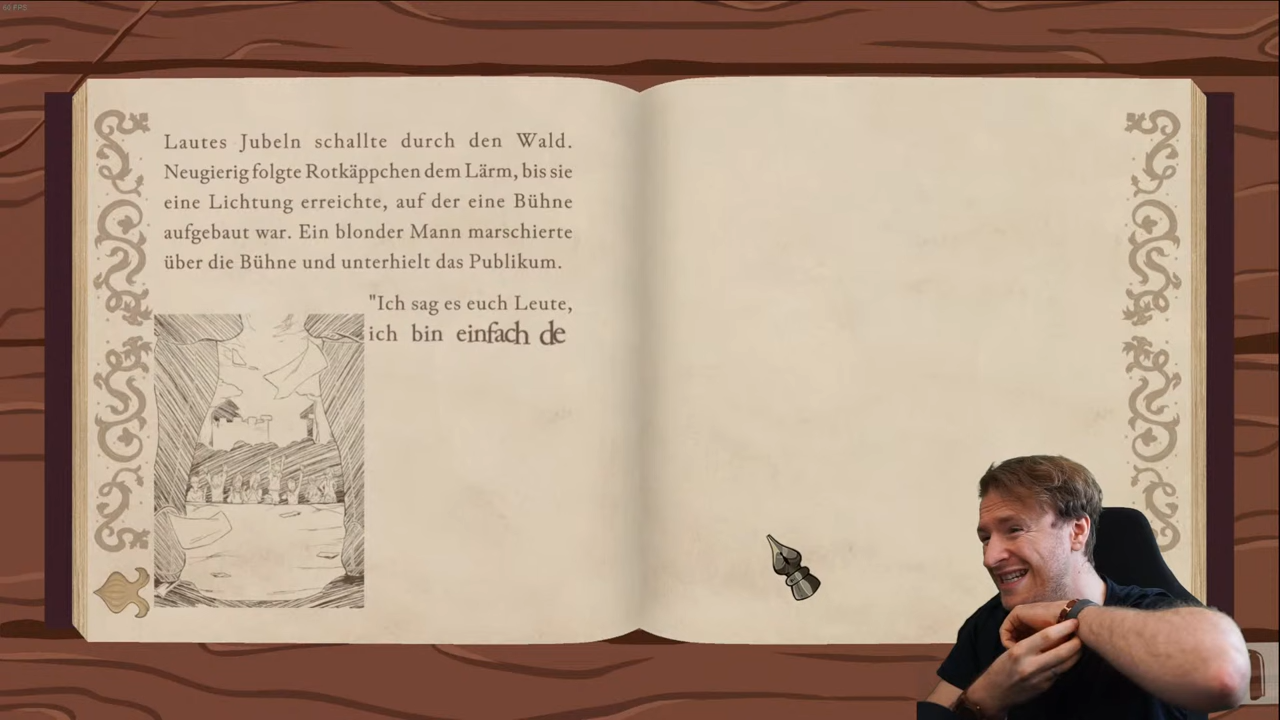 60 FPS
Lautes Jubeln schallte durch den Wald.
Neugierig folgte Rotkäppchen dem Lärm, bis sie
eine Lichtung erreichte, auf der eine Bühne
aufgebaut war. Ein blonder Mann marschierte
über die Bühne und unterhielt das Publikum.
"Ich sag es euch Leute,
ich bin einfach de